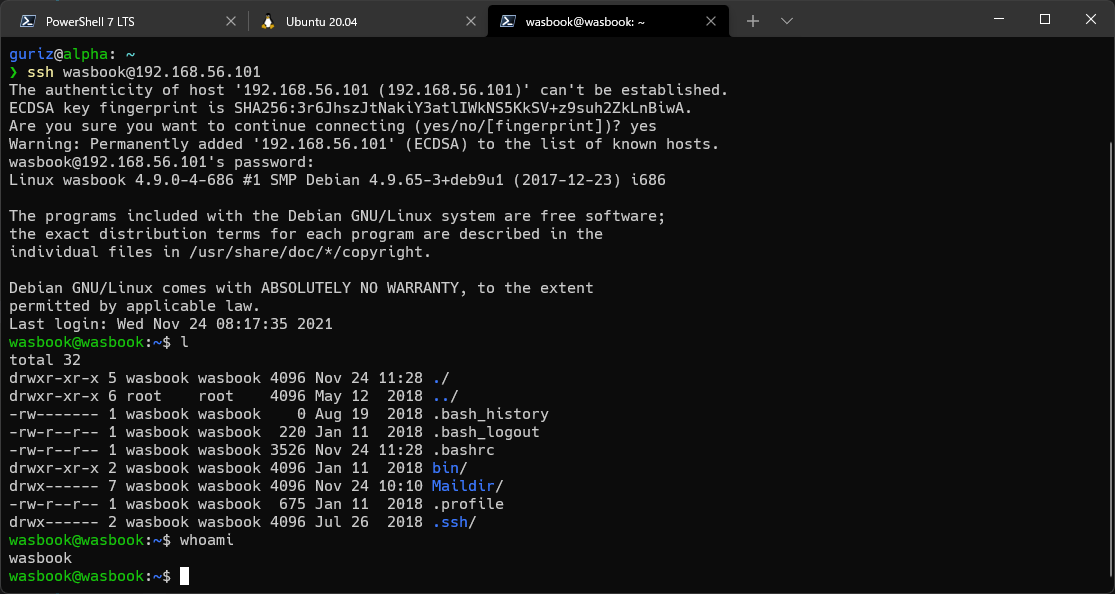 PowerShell 7 LTS
Ubuntu 20.04
wasbook@wasbook: ~
guriz@alpha: ~
❯ ssh wasbook@192.168.56.101
The authenticity of host '192.168.56.101 (192.168.56.101)' can't be established.
ECDSA key fingerprint is SHA256:3r6JhszJtNakiY3atlIWkNS5KkSV+z9suh2ZkLnBiwA.
Are you sure you want to continue connecting (yes/no/[fingerprint])? yes
Warning: Permanently added '192.168.56.101' (ECDSA) to the list of known hosts.
wasbook@192.168.56.101's password:
Linux wasbook 4.9.0-4-686 #1 SMP Debian 4.9.65-3+deb9u1 (2017-12-23) i686
The programs included with the Debian GNU/Linux system are free software;
the exact distribution terms for each program are described in the
individual files in /usr/share/doc/*/copyright.
Debian GNU/Linux comes with ABSOLUTELY NO WARRANTY, to the extent
permitted by applicable law.
Last login: Wed Nov 24 08:17:35 2021
wasbook@wasbook:~$ l
total 32
drwxr-xr-x 5 wasbook wasbook 4096 Nov 24 11:28 ./
drwxr-xr-x 6 root    root    4096 May 12  2018 ../
-rw------- 1 wasbook wasbook    0 Aug 19  2018 .bash_history
-rw-r--r-- 1 wasbook wasbook  220 Jan 11  2018 .bash_logout
-rw-r--r-- 1 wasbook wasbook 3526 Nov 24 11:28 .bashrc
drwxr-xr-x 2 wasbook wasbook 4096 Jan 11  2018 bin/
drwx------ 7 wasbook wasbook 4096 Nov 24 10:10 Maildir/
-rw-r--r-- 1 wasbook wasbook  675 Jan 11  2018 .profile
drwx------ 2 wasbook wasbook 4096 Jul 26  2018 .ssh/
wasbook@wasbook:~$ whoami
wasbook
wasbook@wasbook:~$